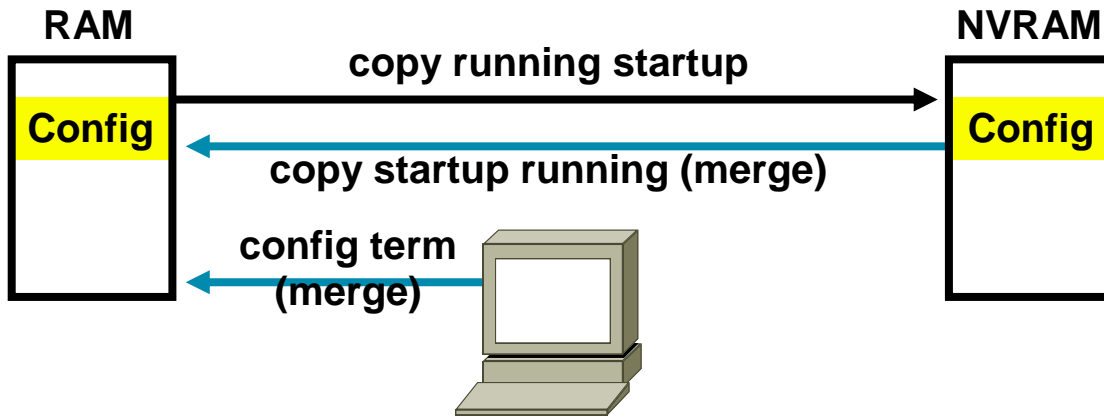 RAM
NVRAM
copy running startup
Config
Config
copy startup running (merge)
config term
(merge)